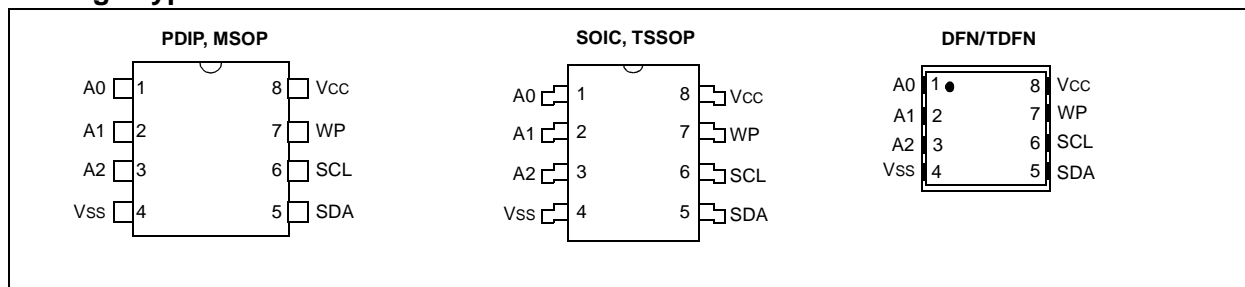 PDIP, MSOP
A0 1 8 VCC
A1 2 7 WP
A2 3 6 SCL
VSS 4 5 SDA
SOIC, TSSOP
A0 1 8 VCC
A1 2 7 WP
A2 3 6 SCL
VSS 4 5 SDA
DFN/TDFN
A0 1 8 VCC
A1 2 7 WP
A2 3 6 SCL
VSS 4 5 SDA